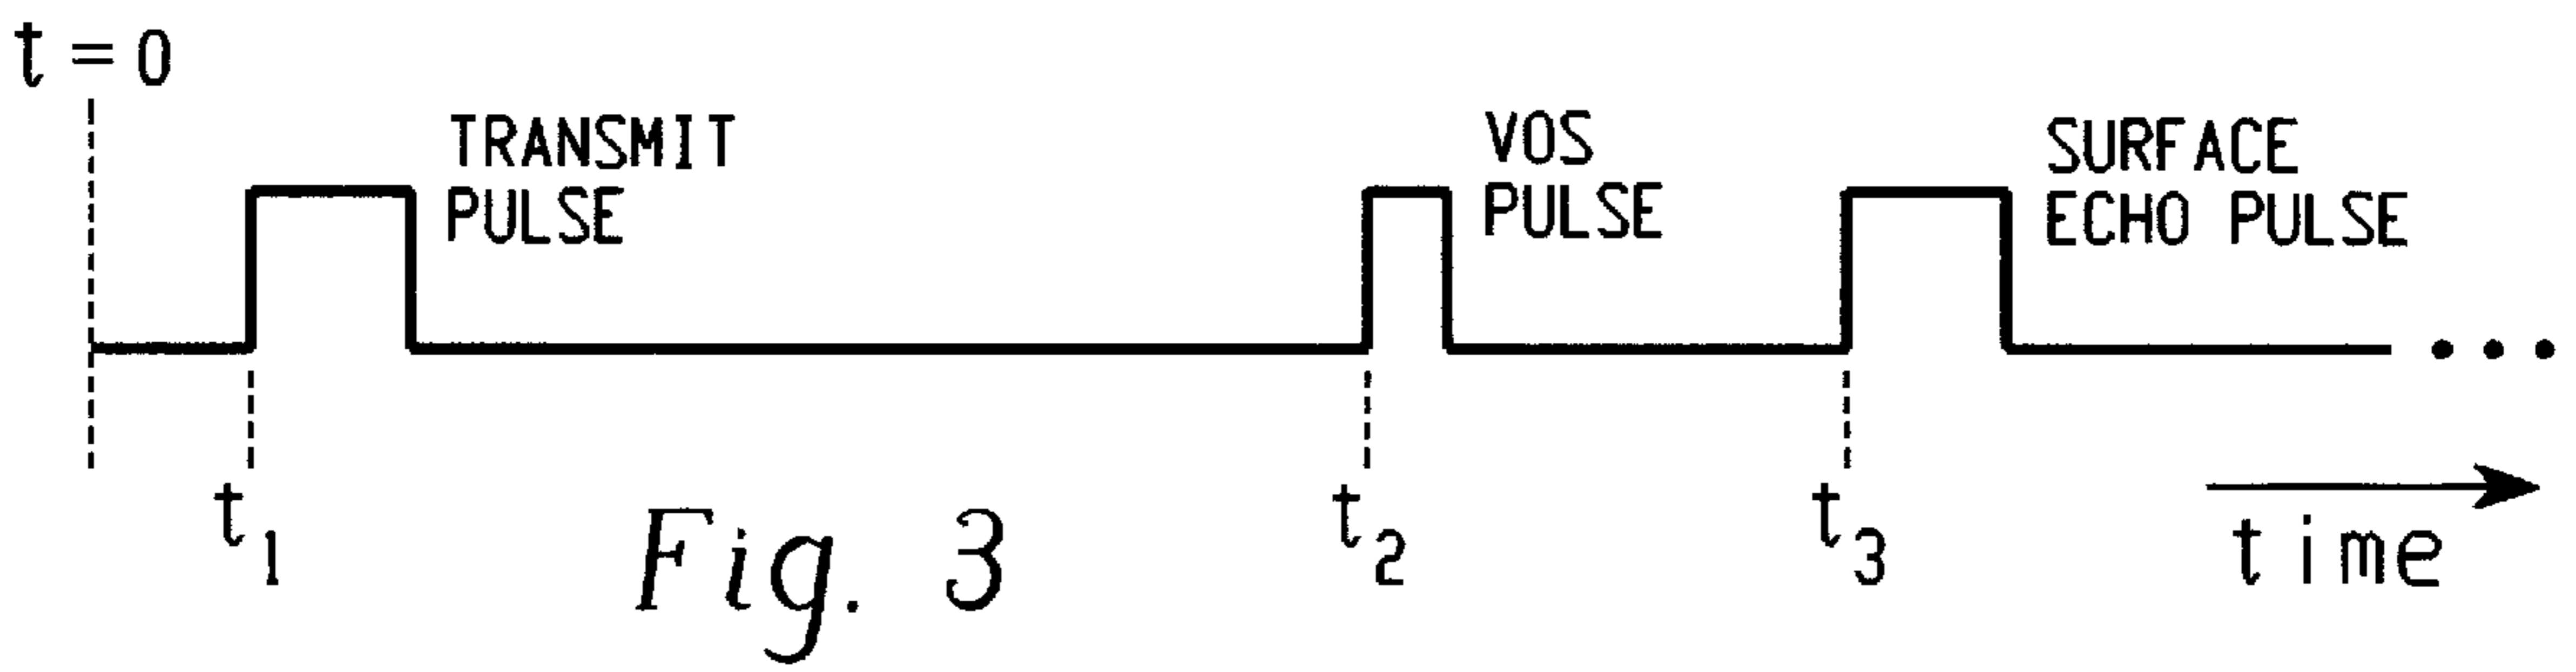 t = 0
TRANSMIT
PULSE
VOS
PULSE
SURFACE
ECHO PULSE
t1
t2
t3
time
Fig. 3